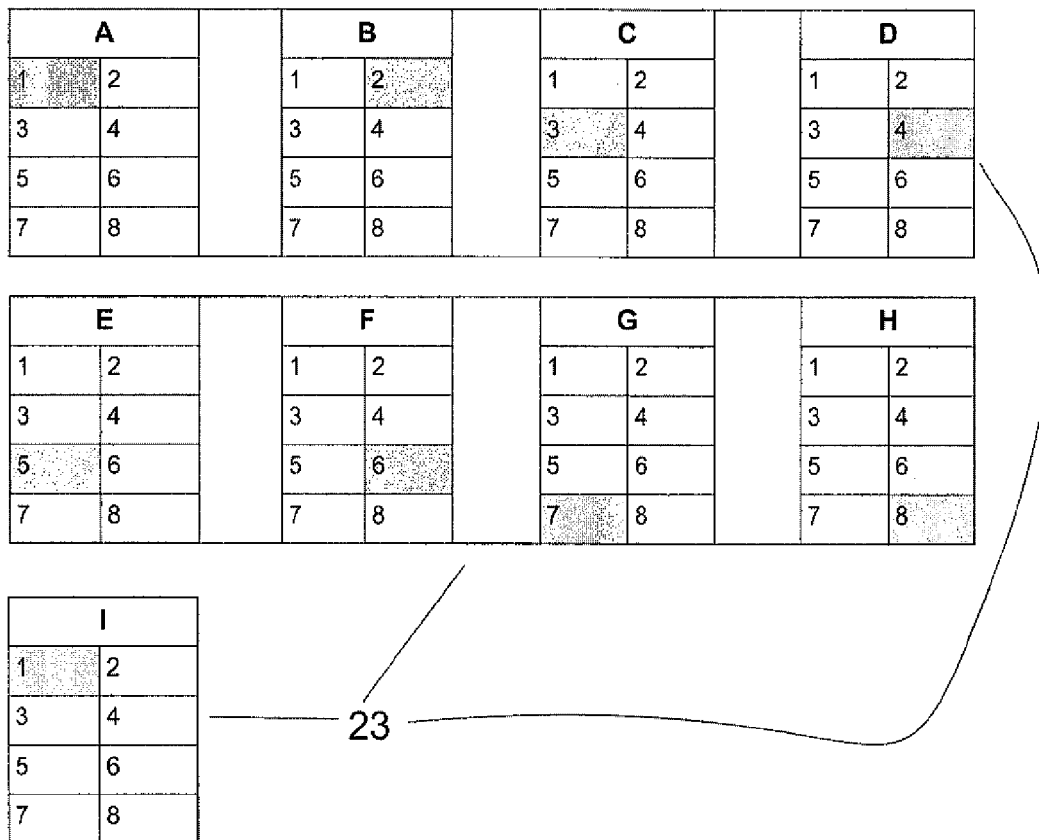 A B C D
1 2 1 2 1 2 1 2
3 4 3 4 3 4 3 4
5 6 5 6 5 6 5 6
7 8 7 8 7 8 7 8
E F G H
1 2 1 2 1 2 1 2
3 4 3 4 3 4 3 4
5 6 5 6 5 6 5 6
7 8 7 8 7 8 7 8
I
1 2
3 4
23
5 6
7 8